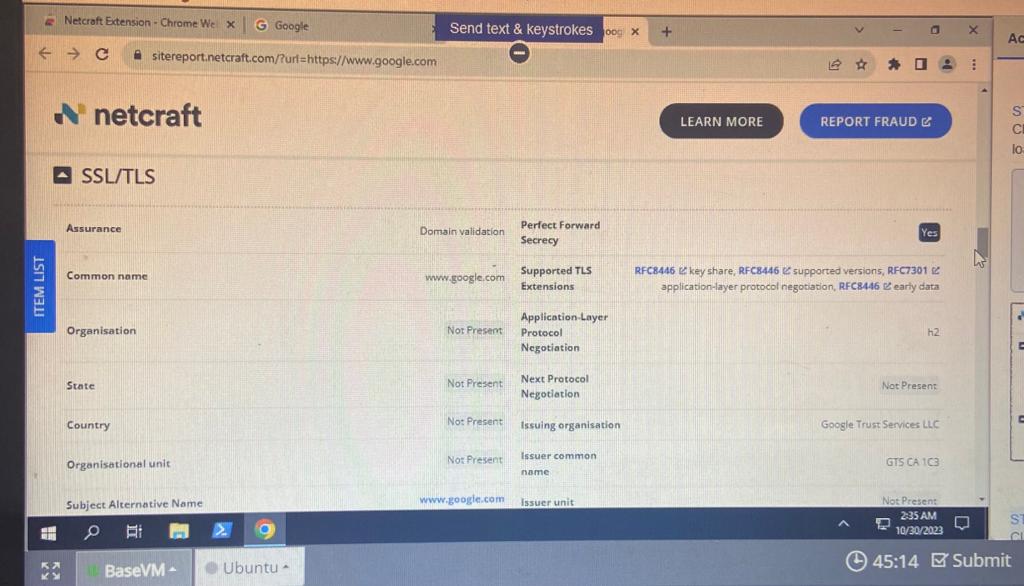 Netcraft Extension - Chrome We
Google
Send text & keystrokes
oog
sitereport.netcraft.com/?url=https://www.google.com
netcraft
LEARN MORE
REPORT FRAUD
SSL/TLS
ITEM LIST
Assurance
Domain validation
Common name
www.google.com
Organisation
Not Present
State
Not Present
Country
Not Present
Organisational unit
Not Present
Subject Alternative Name
www.google.com
Perfect Forward
Secrecy
Yes
Supported TLS
Extensions
RFC8446 key share, RFC8446 supported versions, RFC7301
application-layer protocol negotiation, RFC8446 early data
Application-Layer
Protocol
Negotiation
h2
Next Protocol
Negotiation
Not Present
Issuing organisation
Google Trust Services LLC
Issuer common
name
GTS CA 1C3
Issuer unit
Not Present
2:35 AM
10/30/2023
BaseVM
Ubuntu
45:14
Submit